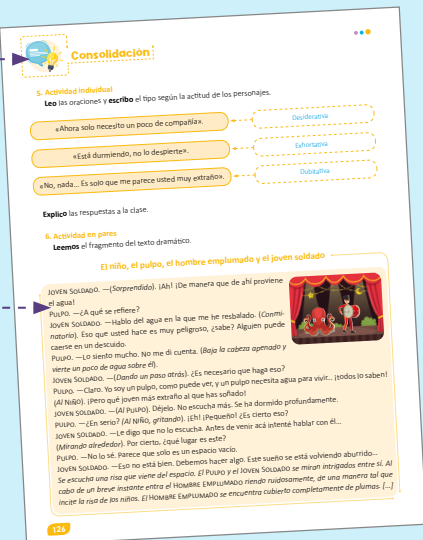 Consolidación
5. Actividad individual
Leo las oraciones y escribo el tipo según la actitud de los personajes.
«Ahora solo necesito un poco de compañía».
Desiderativa
«Está durmiendo, no lo despierte».
Exhortativa
«No, nada... Es solo que me parece usted muy extraño».
Dubitativa
Explico las respuestas a la clase.
6. Actividad en pares
Leemos el fragmento del texto dramático.
El niño, el pulpo, el hombre emplumado y el joven soldado
JOVEN SOLDADO. —(Sorprendido). ¡Ah! ¡De manera que de ahí proviene
el agua!
PULPO. —¿A qué se refiere?
JOVEN SOLDADO. —Hablo del agua en la que me he resbalado. (Conmi-
natorio). Eso que usted hace es muy peligroso, ¿sabe? Alguien puede
caerse en un descuido.
PULPO. —Lo siento mucho. No me di cuenta. (Baja la cabeza apenado y
vierte un poco de agua sobre él).
JOVEN SOLDADO. —(Dando un paso atrás). ¿Es necesario que haga eso?
PULPO. —Claro. Yo soy un pulpo, como puede ver, y un pulpo necesita agua para vivir... ¡todos lo saben!
(Al NIÑO). ¡Pero qué joven más extraño al que has soñado!
JOVEN SOLDADO. —(Al PULPO). Déjelo. No escucha más. Se ha dormido profundamente.
PULPO. —¿En serio? (Al NIÑO, gritando). ¡Eh! ¡Pequeño! ¿Es cierto eso?
JOVEN SOLDADO. —Le digo que no lo escucha. Antes de venir acá intenté hablar con él...
(Mirando alrededor). Por cierto, ¿qué lugar es este?
PULPO. —No lo sé. Parece que solo es un espacio vacío.
JOVEN SOLDADO. —Eso no está bien. Debemos hacer algo. Este sueño se está volviendo aburrido...
Se escucha una risa que viene del espacio. El PULPO y el JOVEN SOLDADO se miran intrigados entre sí. Al
cabo de un breve instante entra el HOMBRE EMPLUMADO riendo ruidosamente, de una manera tal que
incite la risa de los niños. El HOMBRE EMPLUMADO se encuentra cubierto completamente de plumas. [...]
126